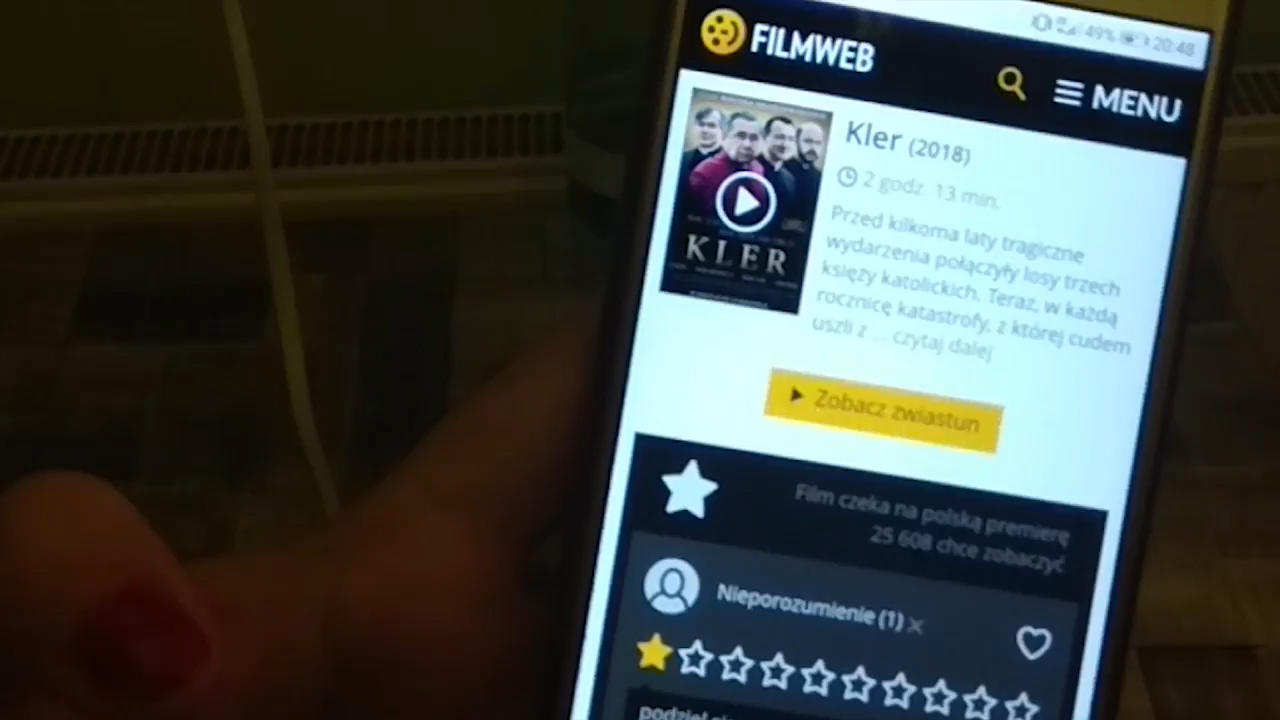 49% 20:48
FILMWEB
MENU
Kler (2018)
2 godz. 13 min.
Przed kilkoma laty tragiczne
wydarzenia połączyły losy trzech
księży katolickich. Teraz, w każdą
rocznicę katastrofy, z której cudem
uszli z ... czytaj dalej
KLER
Zobacz zwiastun
Film czeka na polską premierę
25 608 chce zobaczyć
Nieporozumienie (1)
podziel się